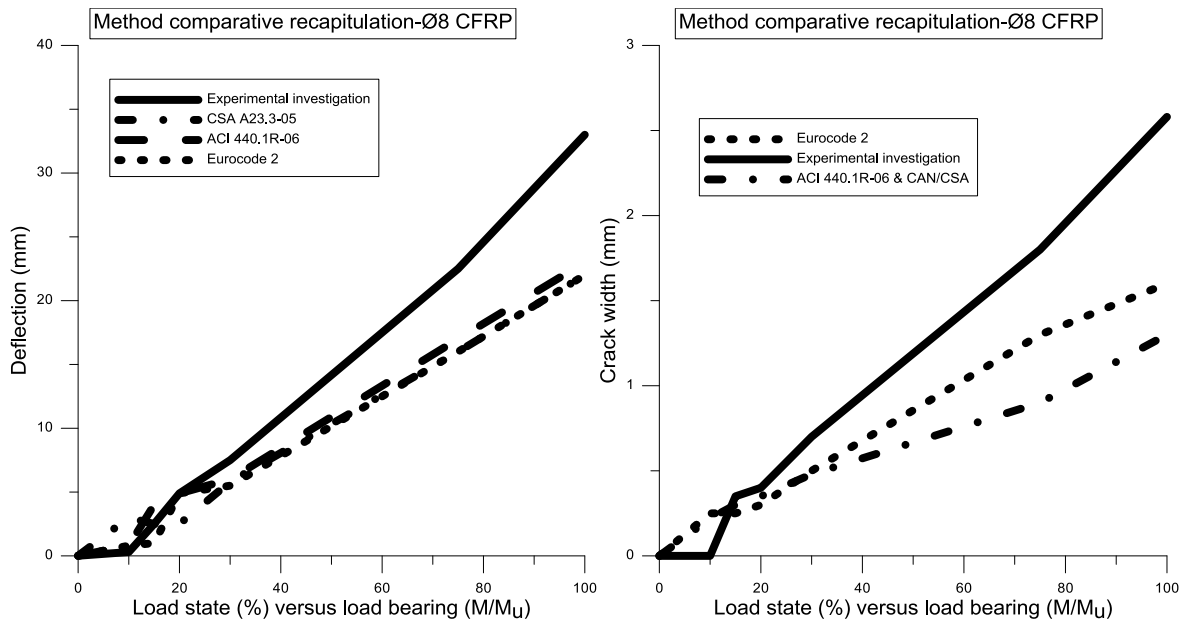 Method comparative recapitulation-Ø8 CFRP
40
30
20
10
0
Deflection (mm)
Experimental investigation
CSA A23.3-05
ACI 440.1R-06
Eurocode 2
0 20 40 60 80 100
Load state (%) versus load bearing (M/Mu)
Method comparative recapitulation-Ø8 CFRP
3
2
1
0
Crack width (mm)
Eurocode 2
Experimental investigation
ACI 440.1R-06 & CAN/CSA
0 20 40 60 80 100
Load state (%) versus load bearing (M/Mu)